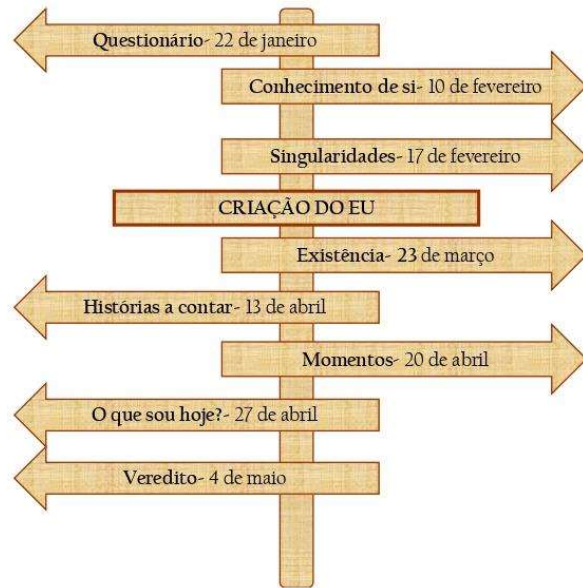 Questionário- 22 de janeiro
Conhecimento de si- 10 de fevereiro
Singularidades- 17 de fevereiro
CRIAÇÃO DO EU
Existência- 23 de março
Histórias a contar- 13 de abril
Momentos- 20 de abril
O que sou hoje?- 27 de abril
Veredito- 4 de maio